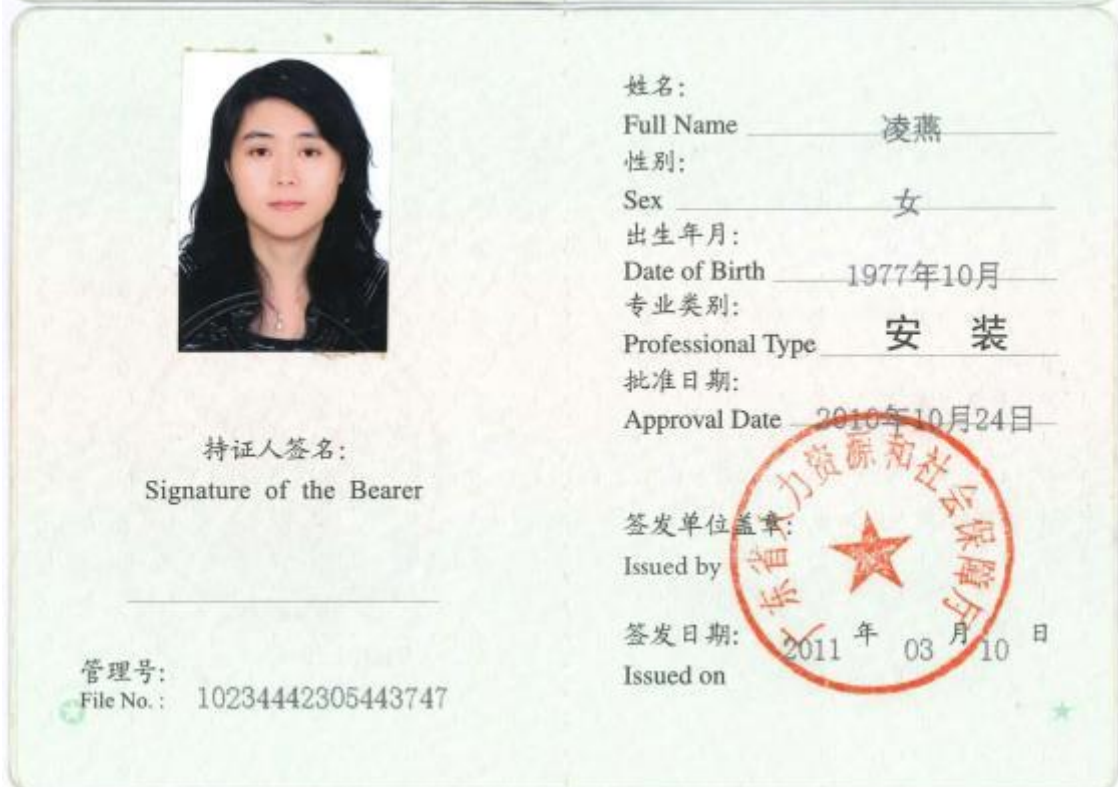 持证人签名:
Signature of the Bearer
管理号:
File No. : 10234442305443747
姓名:
Full Name 凌燕
性别:
Sex 女
出生年月:
Date of Birth 1977年10月
专业类别:
Professional Type 安 装
批准日期:
Approval Date 2010年10月24日
签发单位盖章:
Issued by
广东省人力资源和社会保障厅
签发日期: 2011 年 03 月 10 日
Issued on